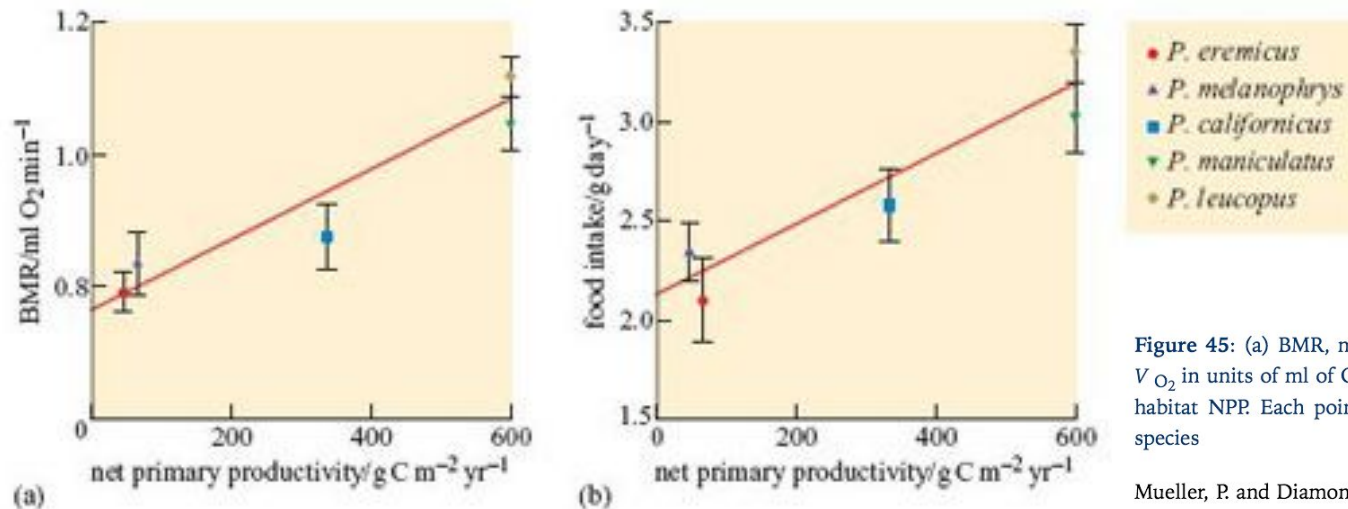 1.2
1.0
0.8
0
BMR/ml O₂ min⁻¹
0 200 400 600
net primary productivity/g C m⁻² yr⁻¹
(a)
3.5
3.0
2.5
2.0
1.5
food intake/g day⁻¹
0 200 400 600
net primary productivity/g C m⁻² yr⁻¹
(b)
P. eremicus
P. melanophrys
P. californicus
P. maniculatus
P. leucopus
Figure 45: (a) BMR, m
V O₂ in units of ml of
habitat NPP. Each poin
species
Mueller, P. and Diamon